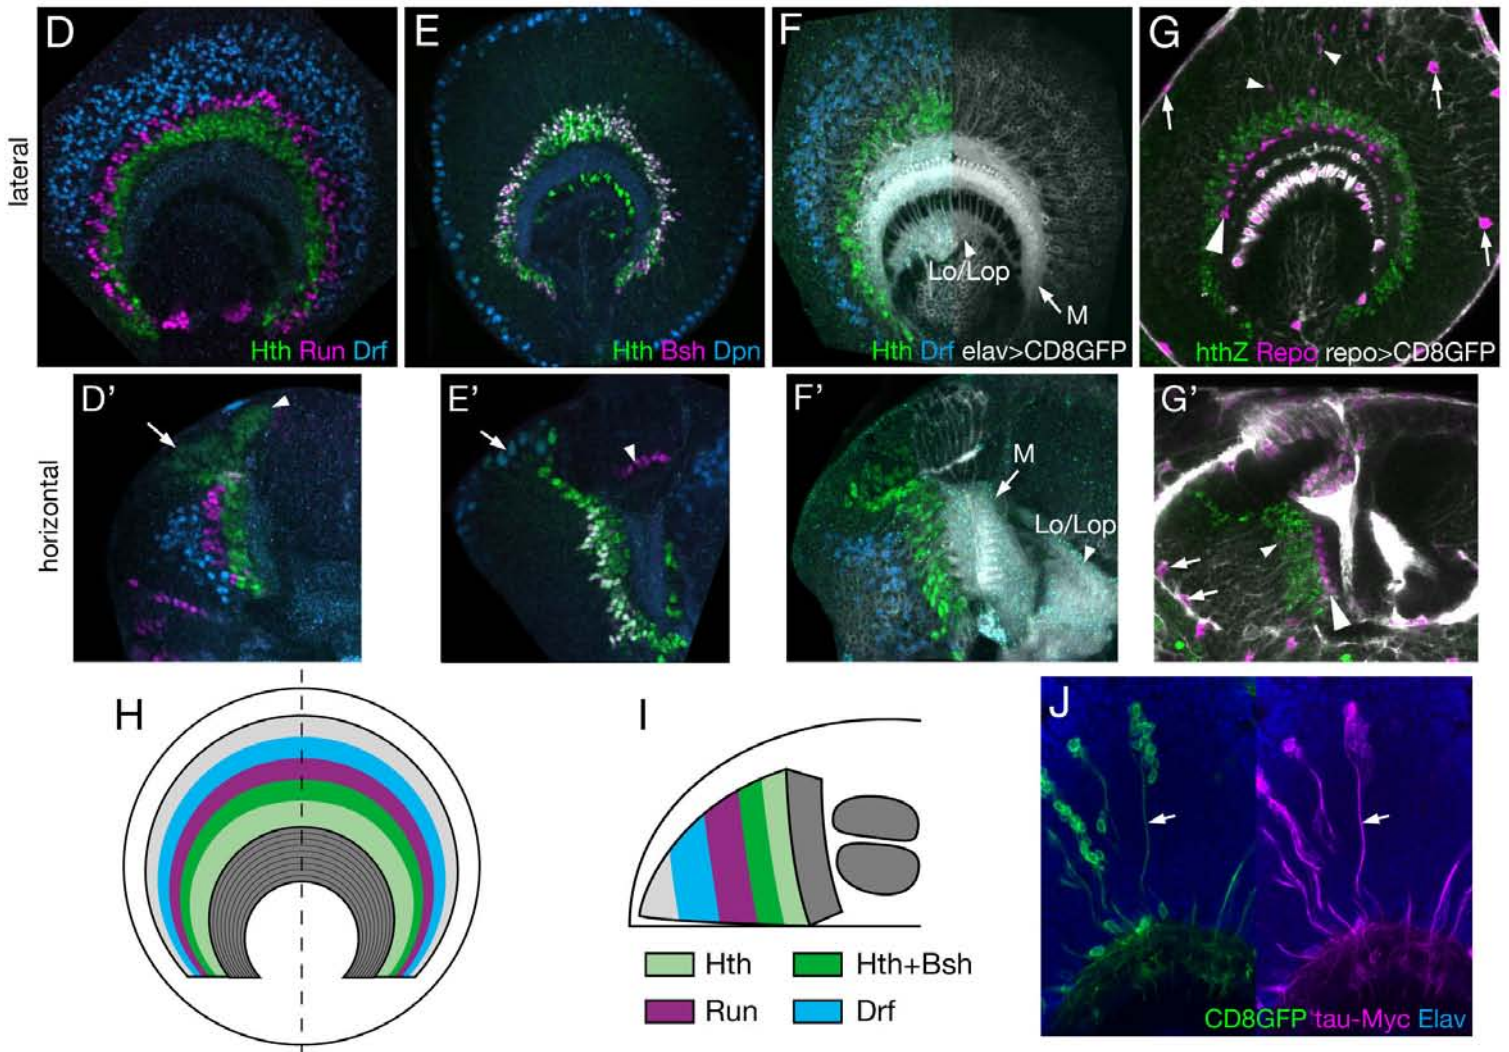 D
E
F
G
lateral
Lo/Lop
M
Hth Run Drf
Hth Bsh Dpn
Hth Drf elav>CD8GFP
hthZ Repo repo>CD8GFP
D’
E’
F’
G’
horizontal
M
Lo/Lop
H
I
J
Hth
Hth+Bsh
Run
Drf
CD8GFP tau-Myc Elav